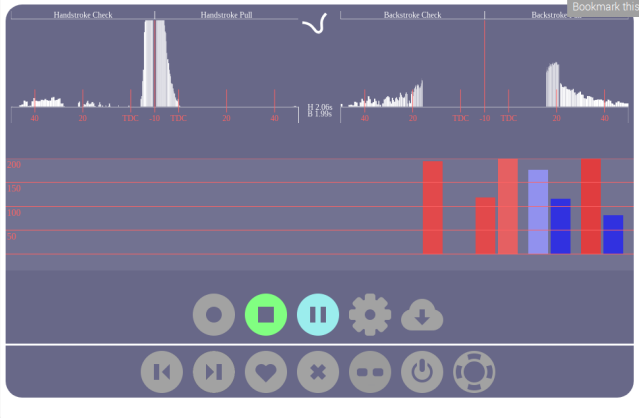 Bookmark this
Handstroke Check Handstroke Pull Backstroke Check
H 2.06s
B 1.99s
40 20 TDC -10 TDC 20 40 40 20 TDC -10 TDC 20 40
200
150
100
50